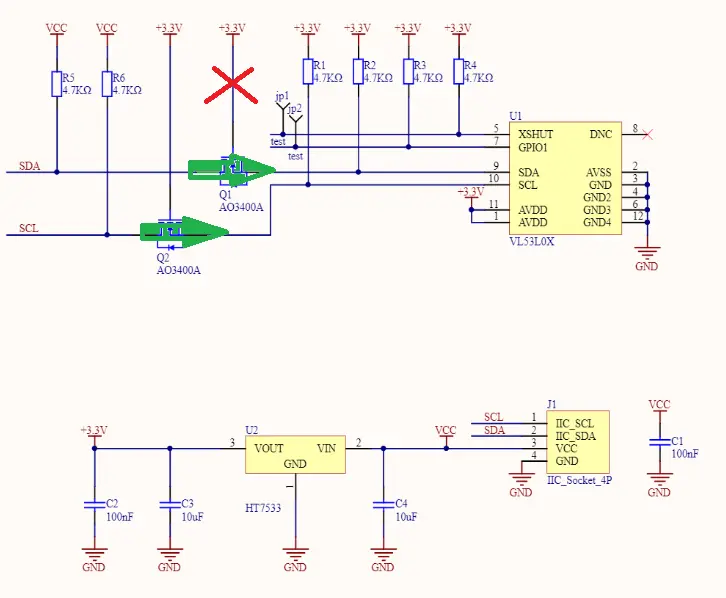 VCC VCC +3.3V +3.3V +3.3V +3.3V +3.3V +3.3V
R5 R6 R1 R2 R3 R4
4.7KΩ 4.7KΩ 4.7KΩ 4.7KΩ 4.7KΩ 4.7KΩ
jp1
jp2
test
test
U1
5 XSHUT DNC 8
7 GPIO1
SDA
9 SDA AVSS 2
10 SCL GND 3
+3.3V GND2 4
11 AVDD GND3 6
1 AVDD GND4 12
VL53L0X
GND
Q1
AO3400A
SCL
Q2
AO3400A
+3.3V
U2
3 VOUT VIN 2
GND
1
HT7533
VCC
J1
SCL 1 IIC_SCL
SDA 2 IIC_SDA
3 VCC
4 GND
IIC_Socket_4P
GND
VCC
C1
100nF
GND
C2
100nF
C3
10uF
C4
10uF
GND GND GND GND